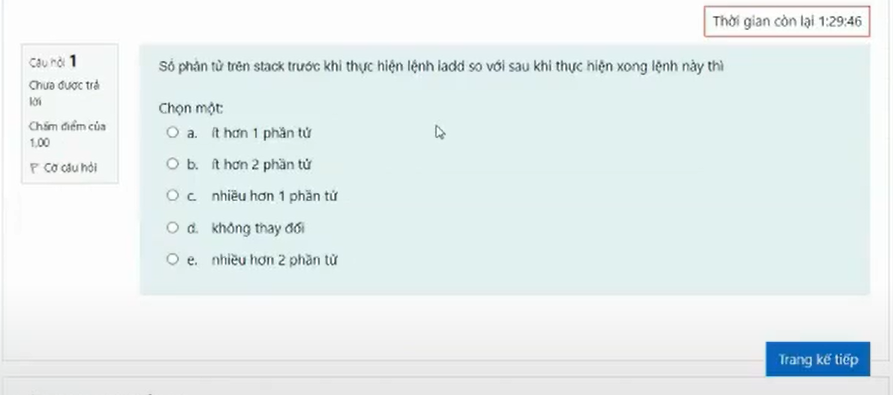 Thời gian còn lại 1:29:46
Câu hỏi 1
Chưa được trả
lời
Chấm điểm của
1,00
Cờ câu hỏi
Số phần tử trên stack trước khi thực hiện lệnh iadd so với sau khi thực hiện xong lệnh này thì
Chọn một:
a. ít hơn 1 phần tử
b. ít hơn 2 phần tử
c. nhiều hơn 1 phần tử
d. không thay đổi
e. nhiều hơn 2 phần tử
Trang kế tiếp